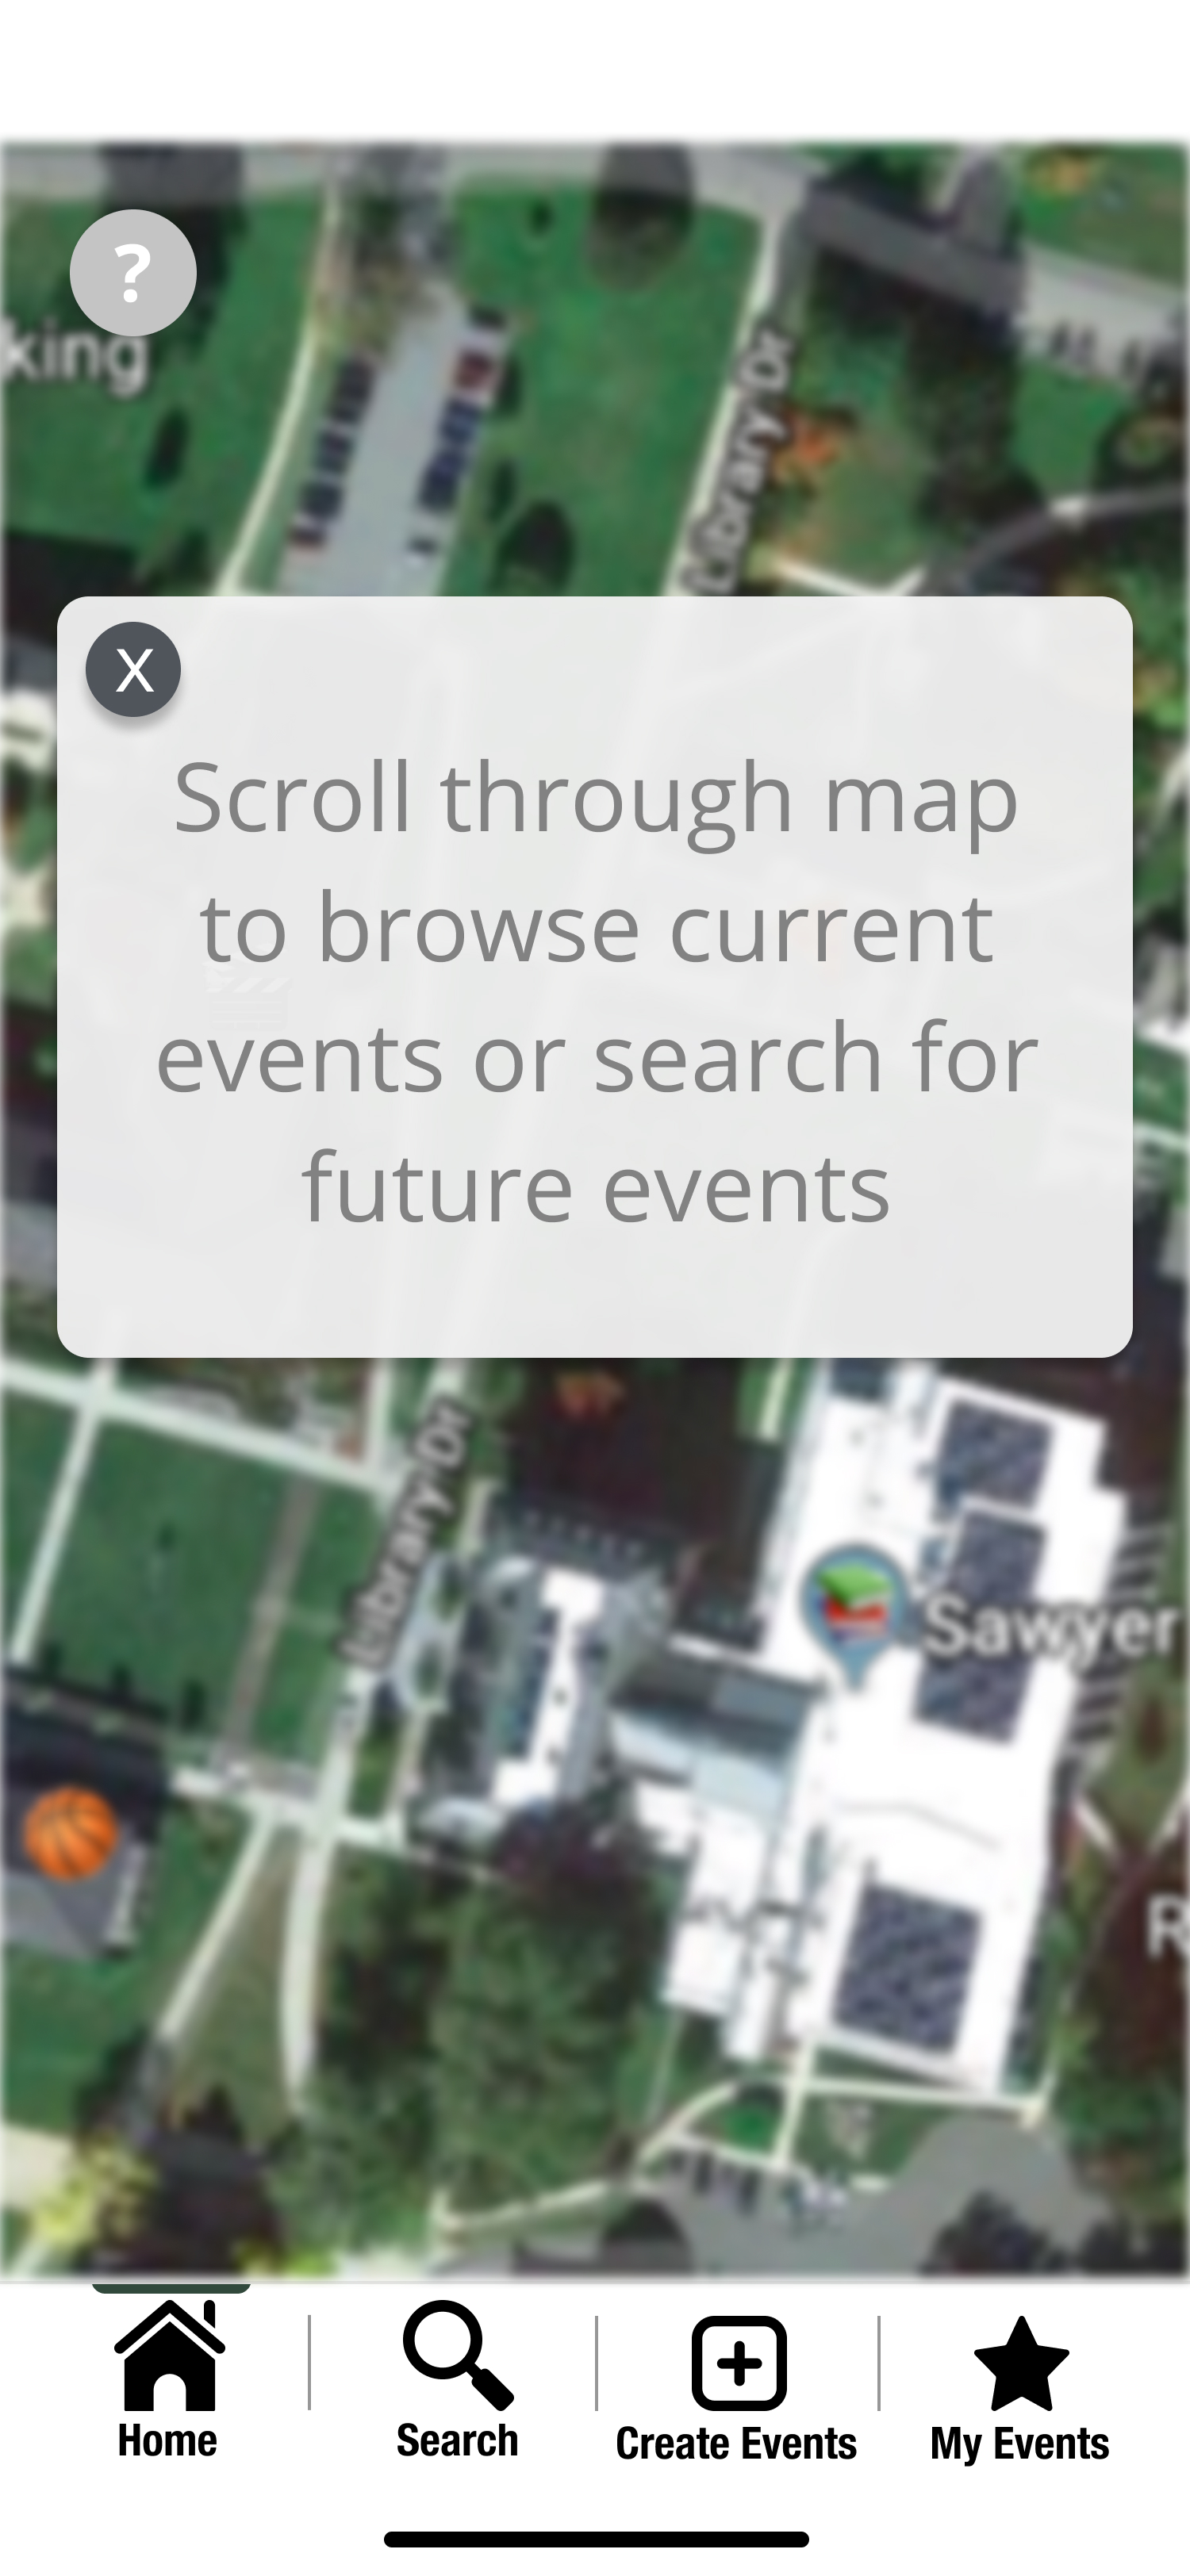 ?
king
Library Dr
X
Scroll through map
to browse current
events or search for
future events
Library Dr
Sawyer
R
Home
Search
Create Events
My Events